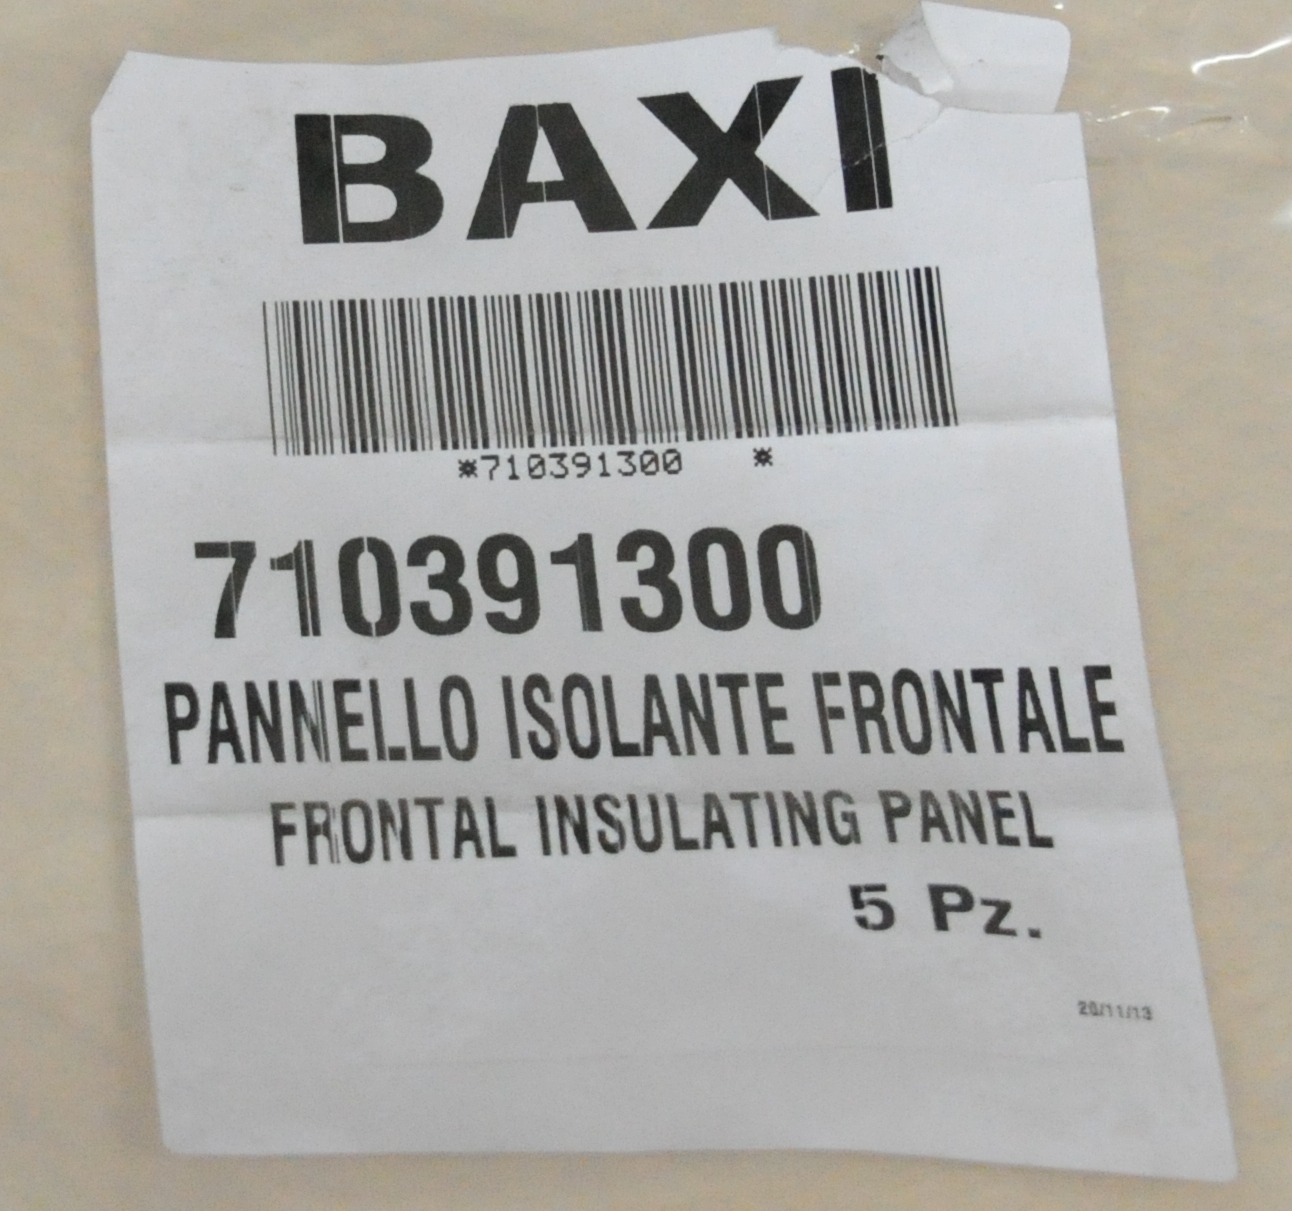 BAXI
*710391300 *
710391300
PANNELLO ISOLANTE FRONTALE
FRONTAL INSULATING PANEL
5 Pz.
20/11/13